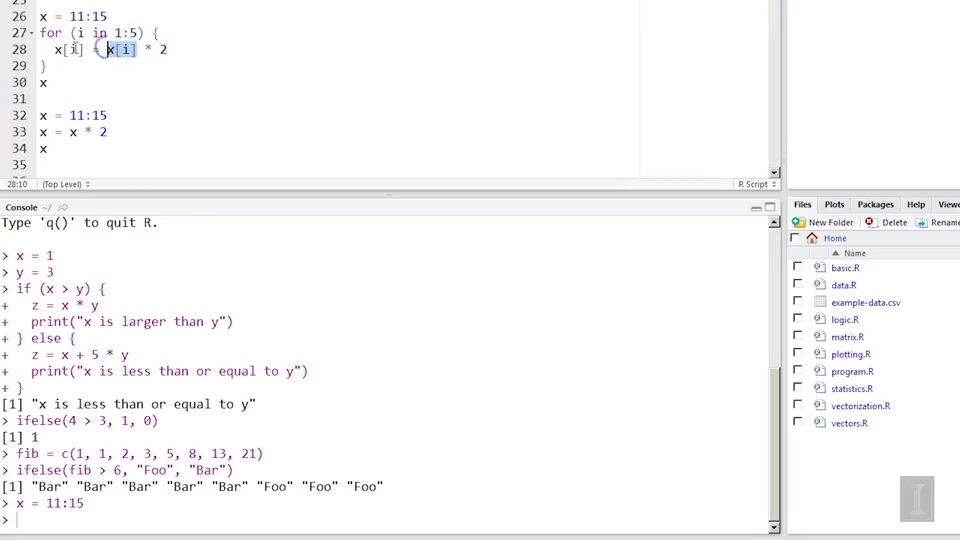 26 x = 11:15
27 for (i in 1:5) {
28 x[i] = x[i] * 2
29 }
30 x
31
32 x = 11:15
33 x = x * 2
34 x
35
28:10 (Top Level) R Script
Console ~/
Type 'q()' to quit R.
> x = 1
> y = 3
> if (x > y) {
+ z = x * y
+ print("x is larger than y")
+ } else {
+ z = x + 5 * y
+ print("x is less than or equal to y")
+ }
[1] "x is less than or equal to y"
> ifelse(4 > 3, 1, 0)
[1] 1
> fib = c(1, 1, 2, 3, 5, 8, 13, 21)
> ifelse(fib > 6, "Foo", "Bar")
[1] "Bar" "Bar" "Bar" "Bar" "Bar" "Foo" "Foo" "Foo"
> x = 11:15
>
Files Plots Packages Help Viewe
New Folder Delete Rename
Home
Name
basic.R
data.R
example-data.csv
logic.R
matrix.R
plotting.R
program.R
statistics.R
vectorization.R
vectors.R
I